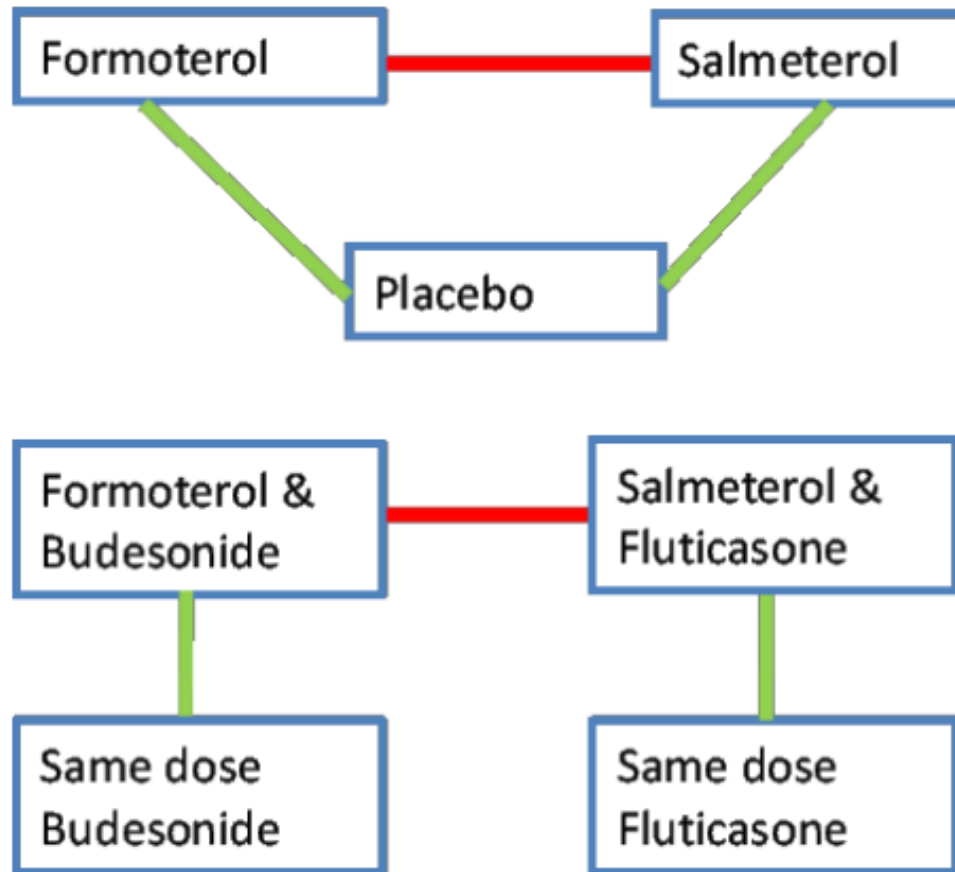 Formoterol
Salmeterol
Placebo
Formoterol &
Budesonide
Salmeterol &
Fluticasone
Same dose
Budesonide
Same dose
Fluticasone